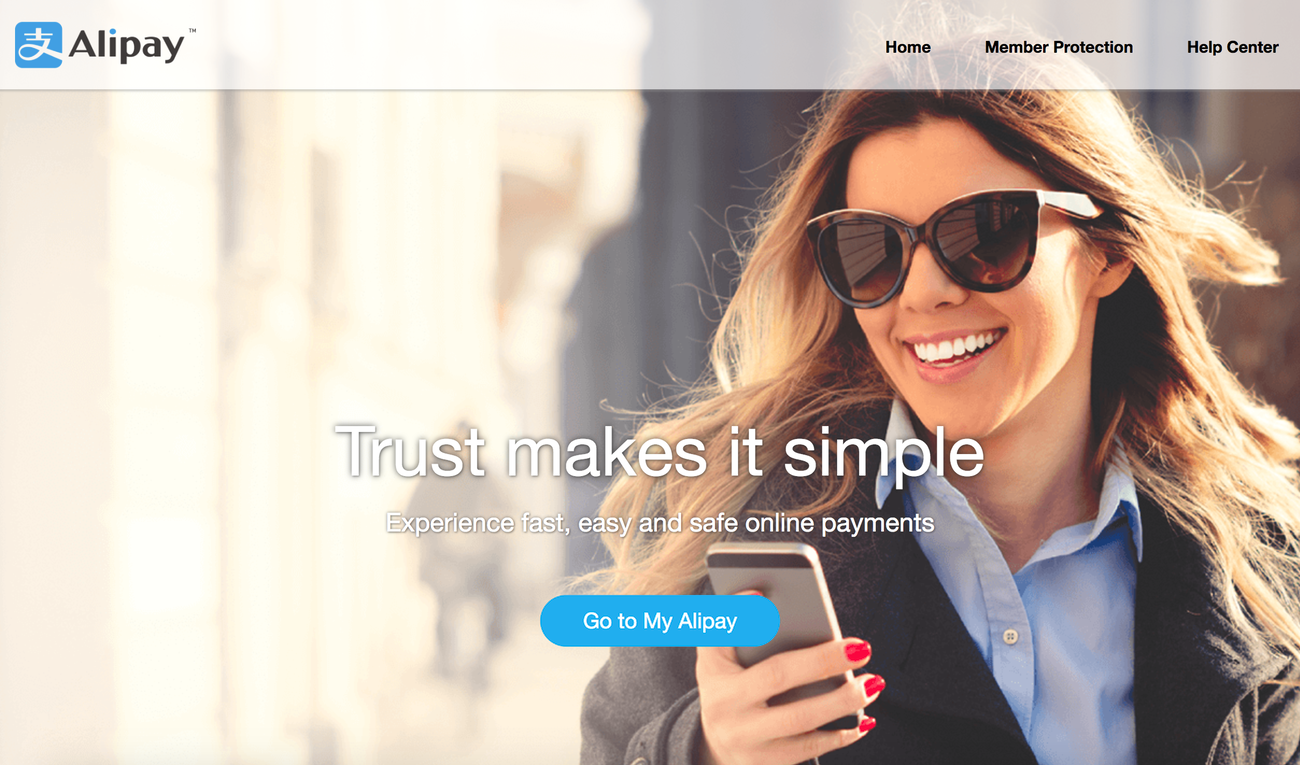 支 Alipay™
Home Member Protection Help Center
Trust makes it simple
Experience fast, easy and safe online payments
Go to My Alipay